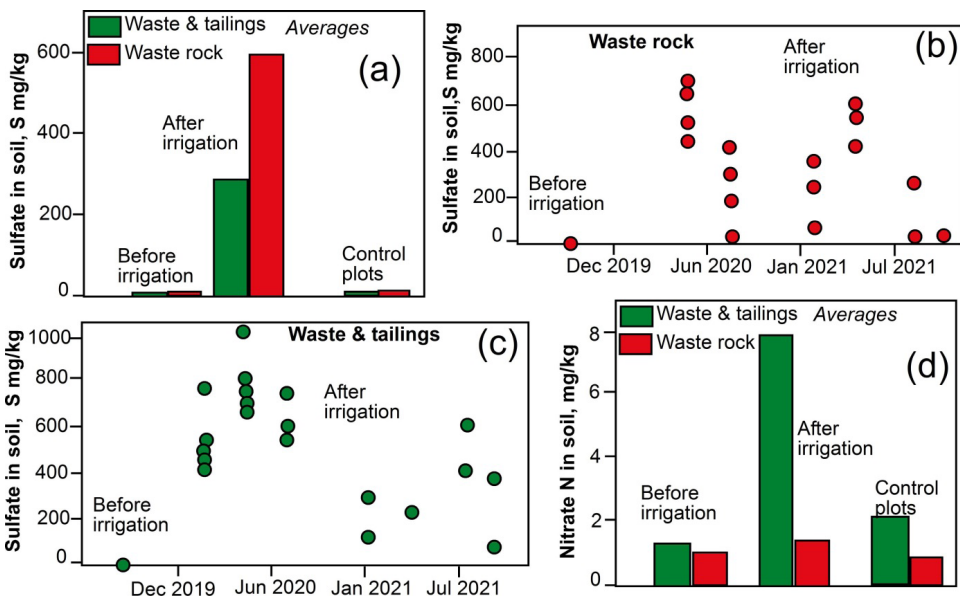 Waste & tailings
Averages
Waste rock
(a)
Sulfate in soil, S mg/kg
600
400
200
0
After
irrigation
Before
irrigation
Control
plots
Waste rock
After
irrigation
(b)
Sulfate in soil,S mg/kg
800
600
400
200
0
Before
irrigation
Dec 2019
Jun 2020
Jan 2021
Jul 2021
Waste & tailings
(c)
Sulfate in soil, S mg/kg
1000
800
600
400
200
0
After
irrigation
Before
irrigation
Dec 2019
Jun 2020
Jan 2021
Jul 2021
Waste & tailings
Averages
Waste rock
(d)
Nitrate N in soil, mg/kg
8
6
4
2
0
After
irrigation
Before
irrigation
Control
plots